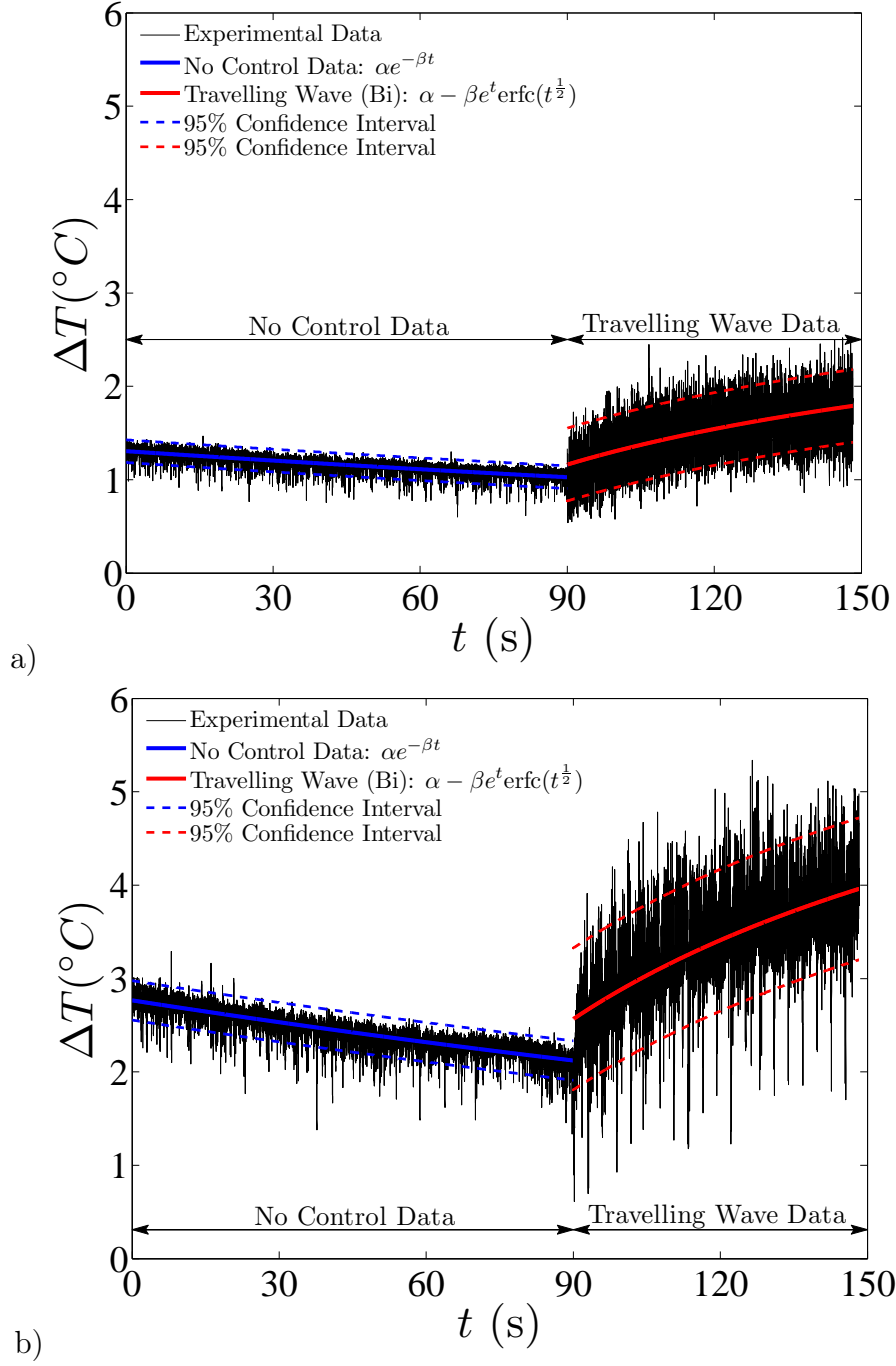 6
5
4
3
2
1
0
ΔT(°C)
Experimental Data
No Control Data: αe^{−βt}
Travelling Wave (Bi): α − βe^{t}erfc(t^{1/2})
95% Confidence Interval
95% Confidence Interval
No Control Data
Travelling Wave Data
0 30 60 90 120 150
t (s)
a)
6
5
4
3
2
1
0
ΔT(°C)
Experimental Data
No Control Data: αe^{−βt}
Travelling Wave (Bi): α − βe^{t}erfc(t^{1/2})
95% Confidence Interval
95% Confidence Interval
No Control Data
Travelling Wave Data
0 30 60 90 120 150
t (s)
b)